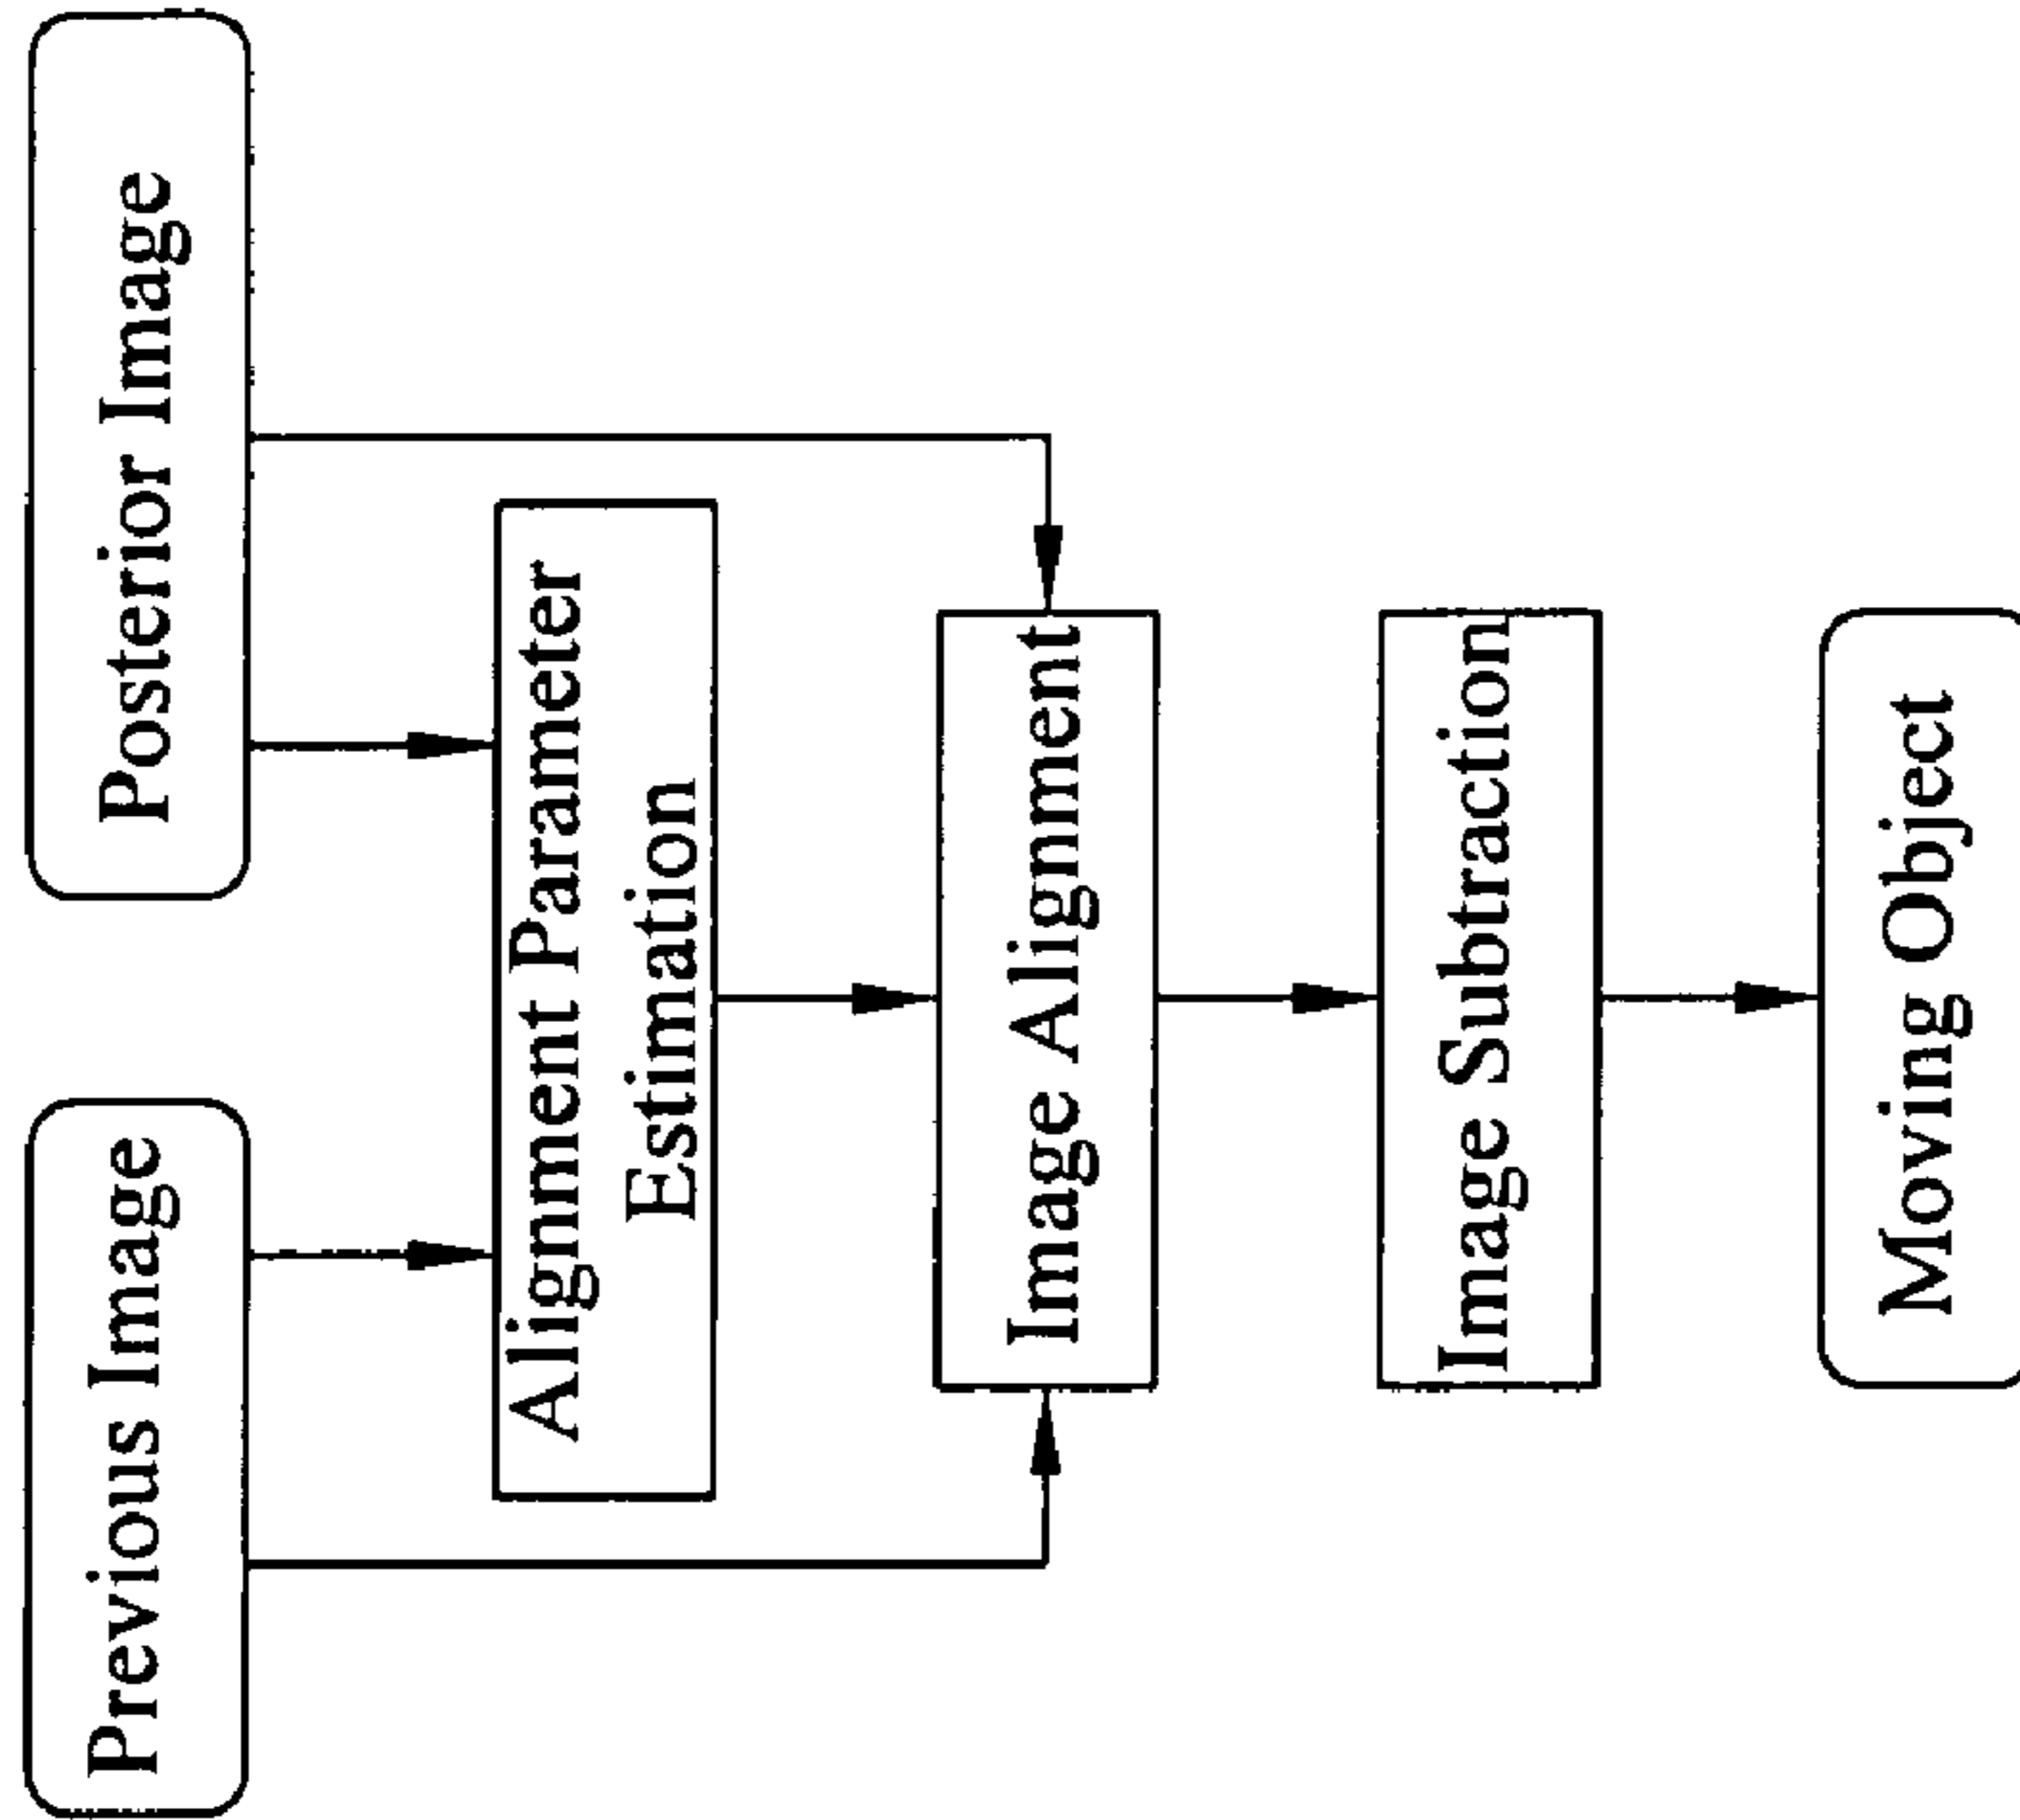 Previous Image
Posterior Image
Alignment Parameter
Estimation
Image Alignment
Image Subtraction
Moving Object